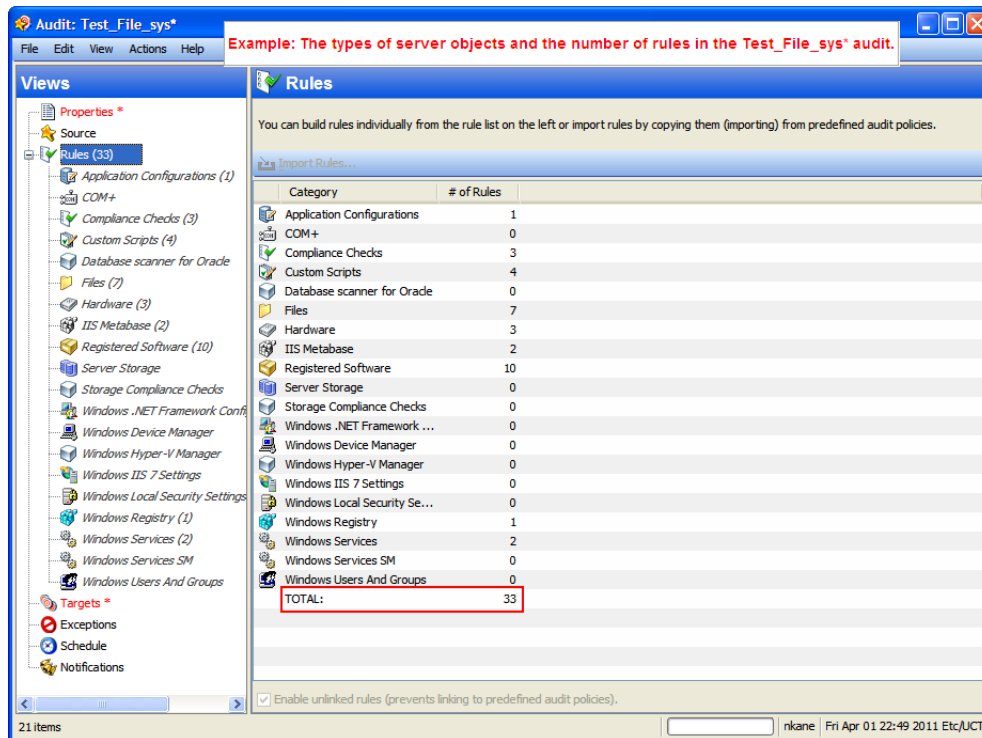 Audit: Test_File_sys*
File Edit View Actions Help
Example: The types of server objects and the number of rules in the Test_File_sys* audit.
Views
Properties *
Source
Rules (33)
Application Configurations (1)
COM+
Compliance Checks (3)
Custom Scripts (4)
Database scanner for Oracle
Files (7)
Hardware (3)
IIS Metabase (2)
Registered Software (10)
Server Storage
Storage Compliance Checks
Windows .NET Framework Confi
Windows Device Manager
Windows Hyper-V Manager
Windows IIS 7 Settings
Windows Local Security Settings
Windows Registry (1)
Windows Services (2)
Windows Services SM
Windows Users And Groups
Targets *
Exceptions
Schedule
Notifications
Rules
You can build rules individually from the rule list on the left or import rules by copying them (importing) from predefined audit policies.
Import Rules...
Category # of Rules
Application Configurations 1
COM+ 0
Compliance Checks 3
Custom Scripts 4
Database scanner for Oracle 0
Files 7
Hardware 3
IIS Metabase 2
Registered Software 10
Server Storage 0
Storage Compliance Checks 0
Windows .NET Framework ... 0
Windows Device Manager 0
Windows Hyper-V Manager 0
Windows IIS 7 Settings 0
Windows Local Security Se... 0
Windows Registry 1
Windows Services 2
Windows Services SM 0
Windows Users And Groups 0
TOTAL: 33
Enable unlinked rules (prevents linking to predefined audit policies).
21 items
nkane Fri Apr 01 22:49 2011 Etc/UCT